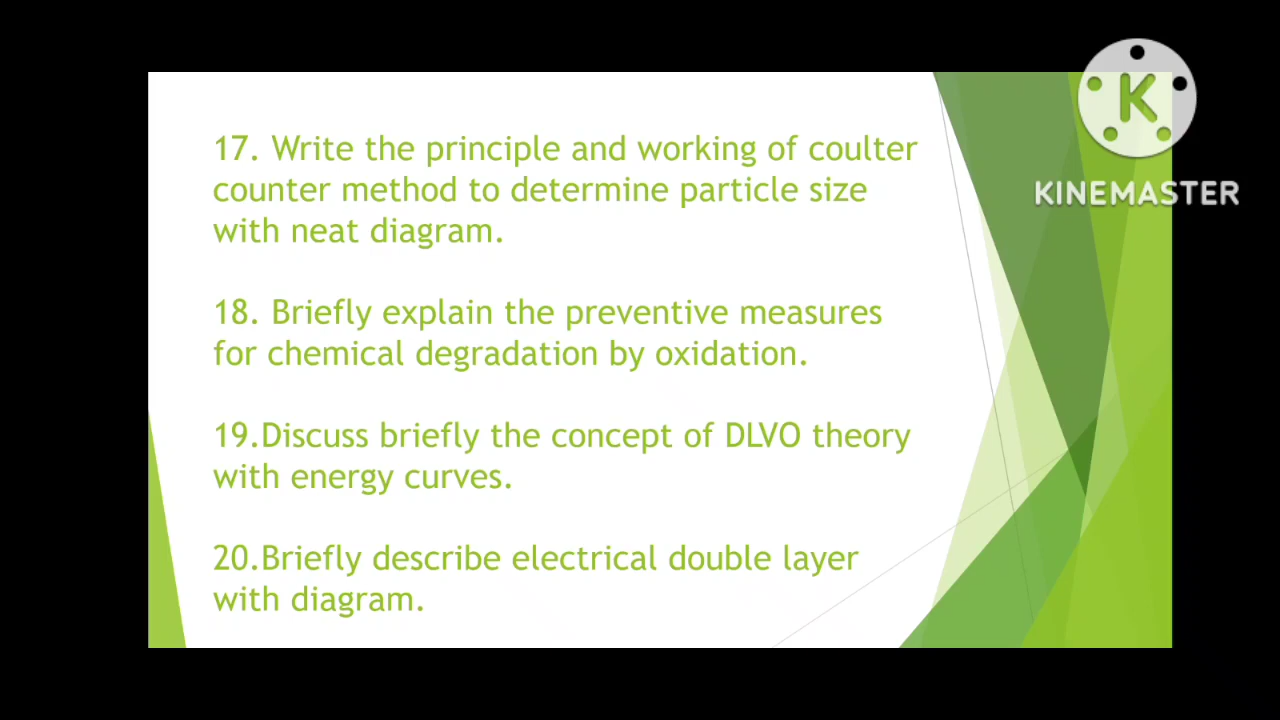 17. Write the principle and working of coulter
counter method to determine particle size
with neat diagram.
18. Briefly explain the preventive measures
for chemical degradation by oxidation.
19.Discuss briefly the concept of DLVO theory
with energy curves.
20.Briefly describe electrical double layer
with diagram.
K
KINEMASTER